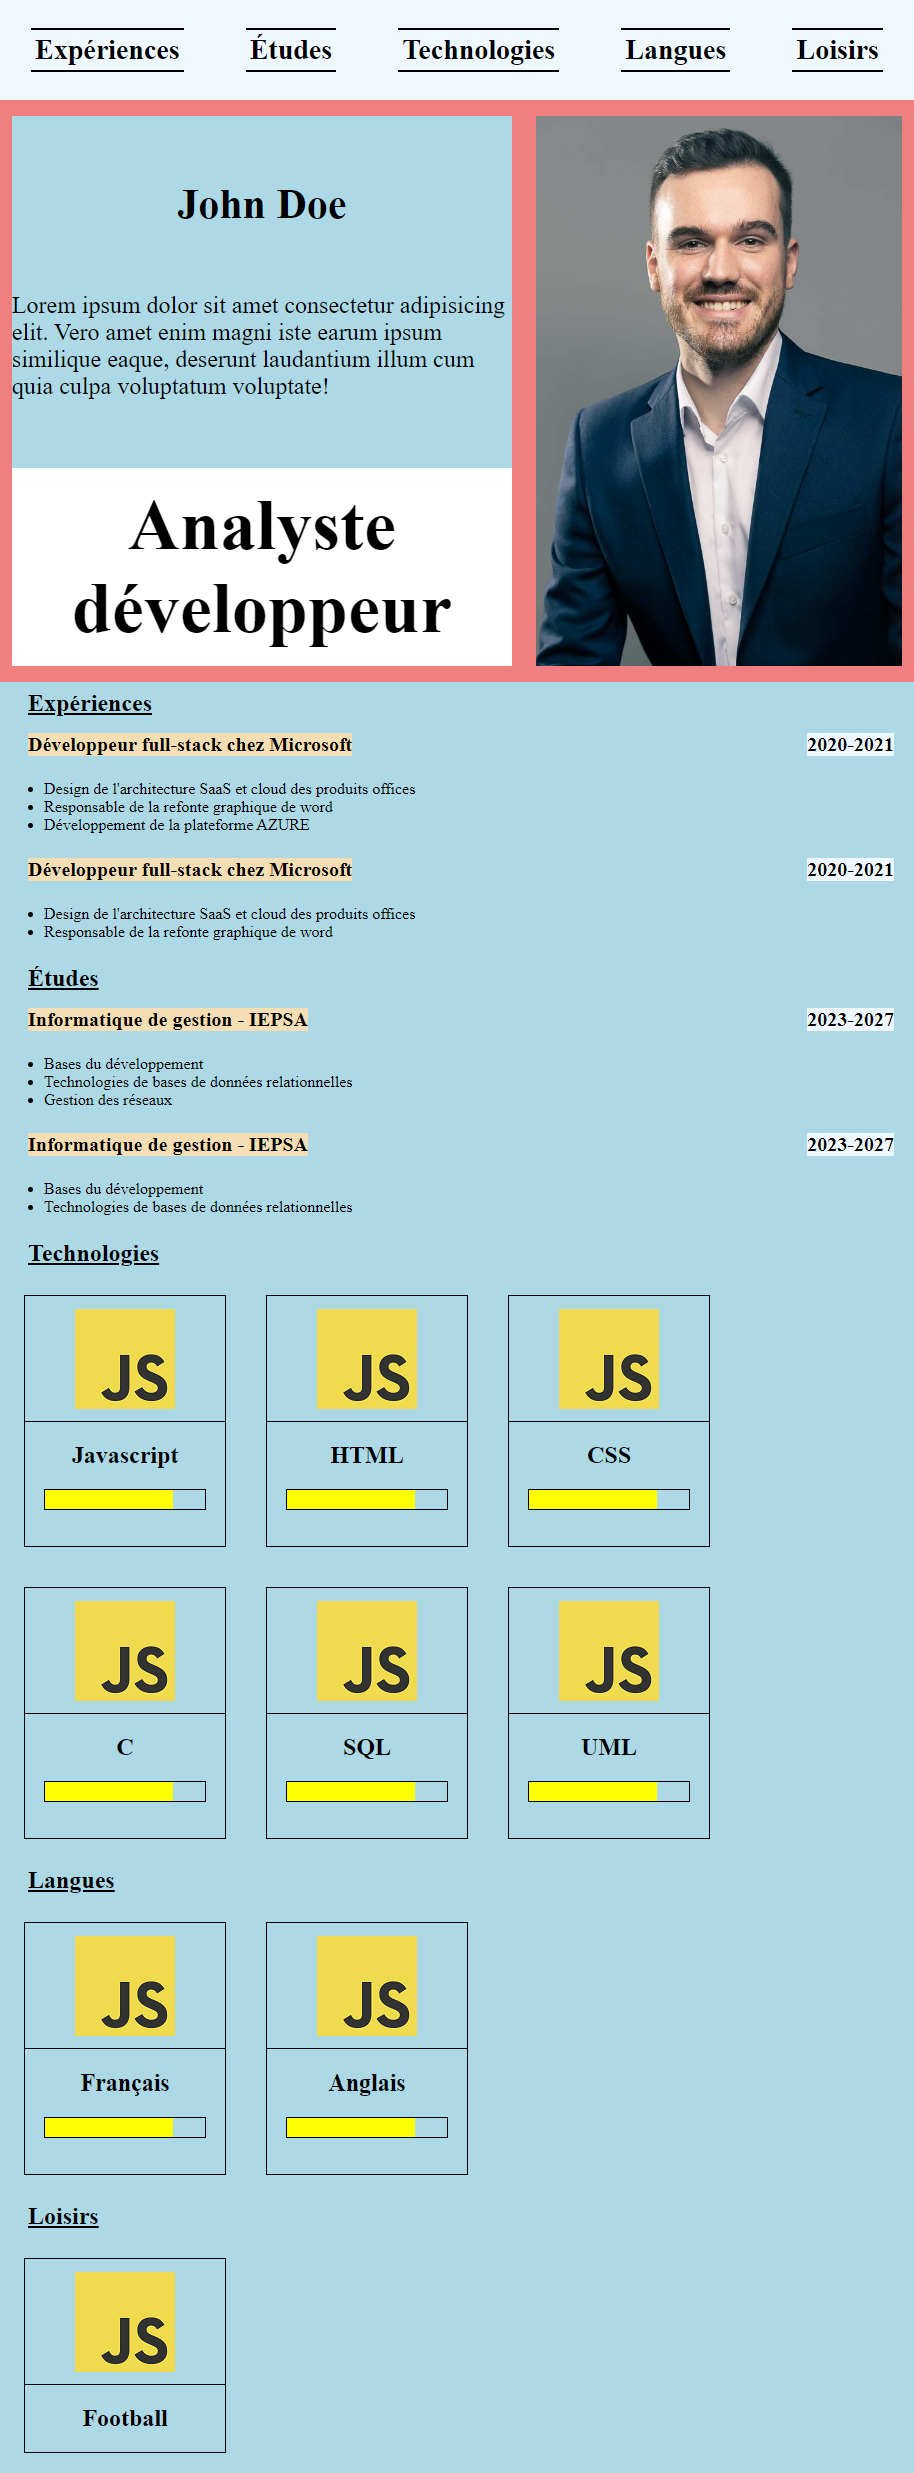 Expériences Études Technologies Langues Loisirs
John Doe
Lorem ipsum dolor sit amet consectetur adipisicing
elit. Vero amet enim magni iste earum ipsum
similique eaque, deserunt laudantium illum cum
quia culpa voluptatum voluptate!
Analyste
développeur
Expériences
Développeur full-stack chez Microsoft 2020-2021
Design de l'architecture SaaS et cloud des produits offices
Responsable de la refonte graphique de word
Développement de la plateforme AZURE
Développeur full-stack chez Microsoft 2020-2021
Design de l'architecture SaaS et cloud des produits offices
Responsable de la refonte graphique de word
Études
Informatique de gestion - IEPSA 2023-2027
Bases du développement
Technologies de bases de données relationnelles
Gestion des réseaux
Informatique de gestion - IEPSA 2023-2027
Bases du développement
Technologies de bases de données relationnelles
Technologies
JS JS JS
Javascript HTML CSS
JS JS JS
C SQL UML
Langues
JS JS
Français Anglais
Loisirs
JS
Football